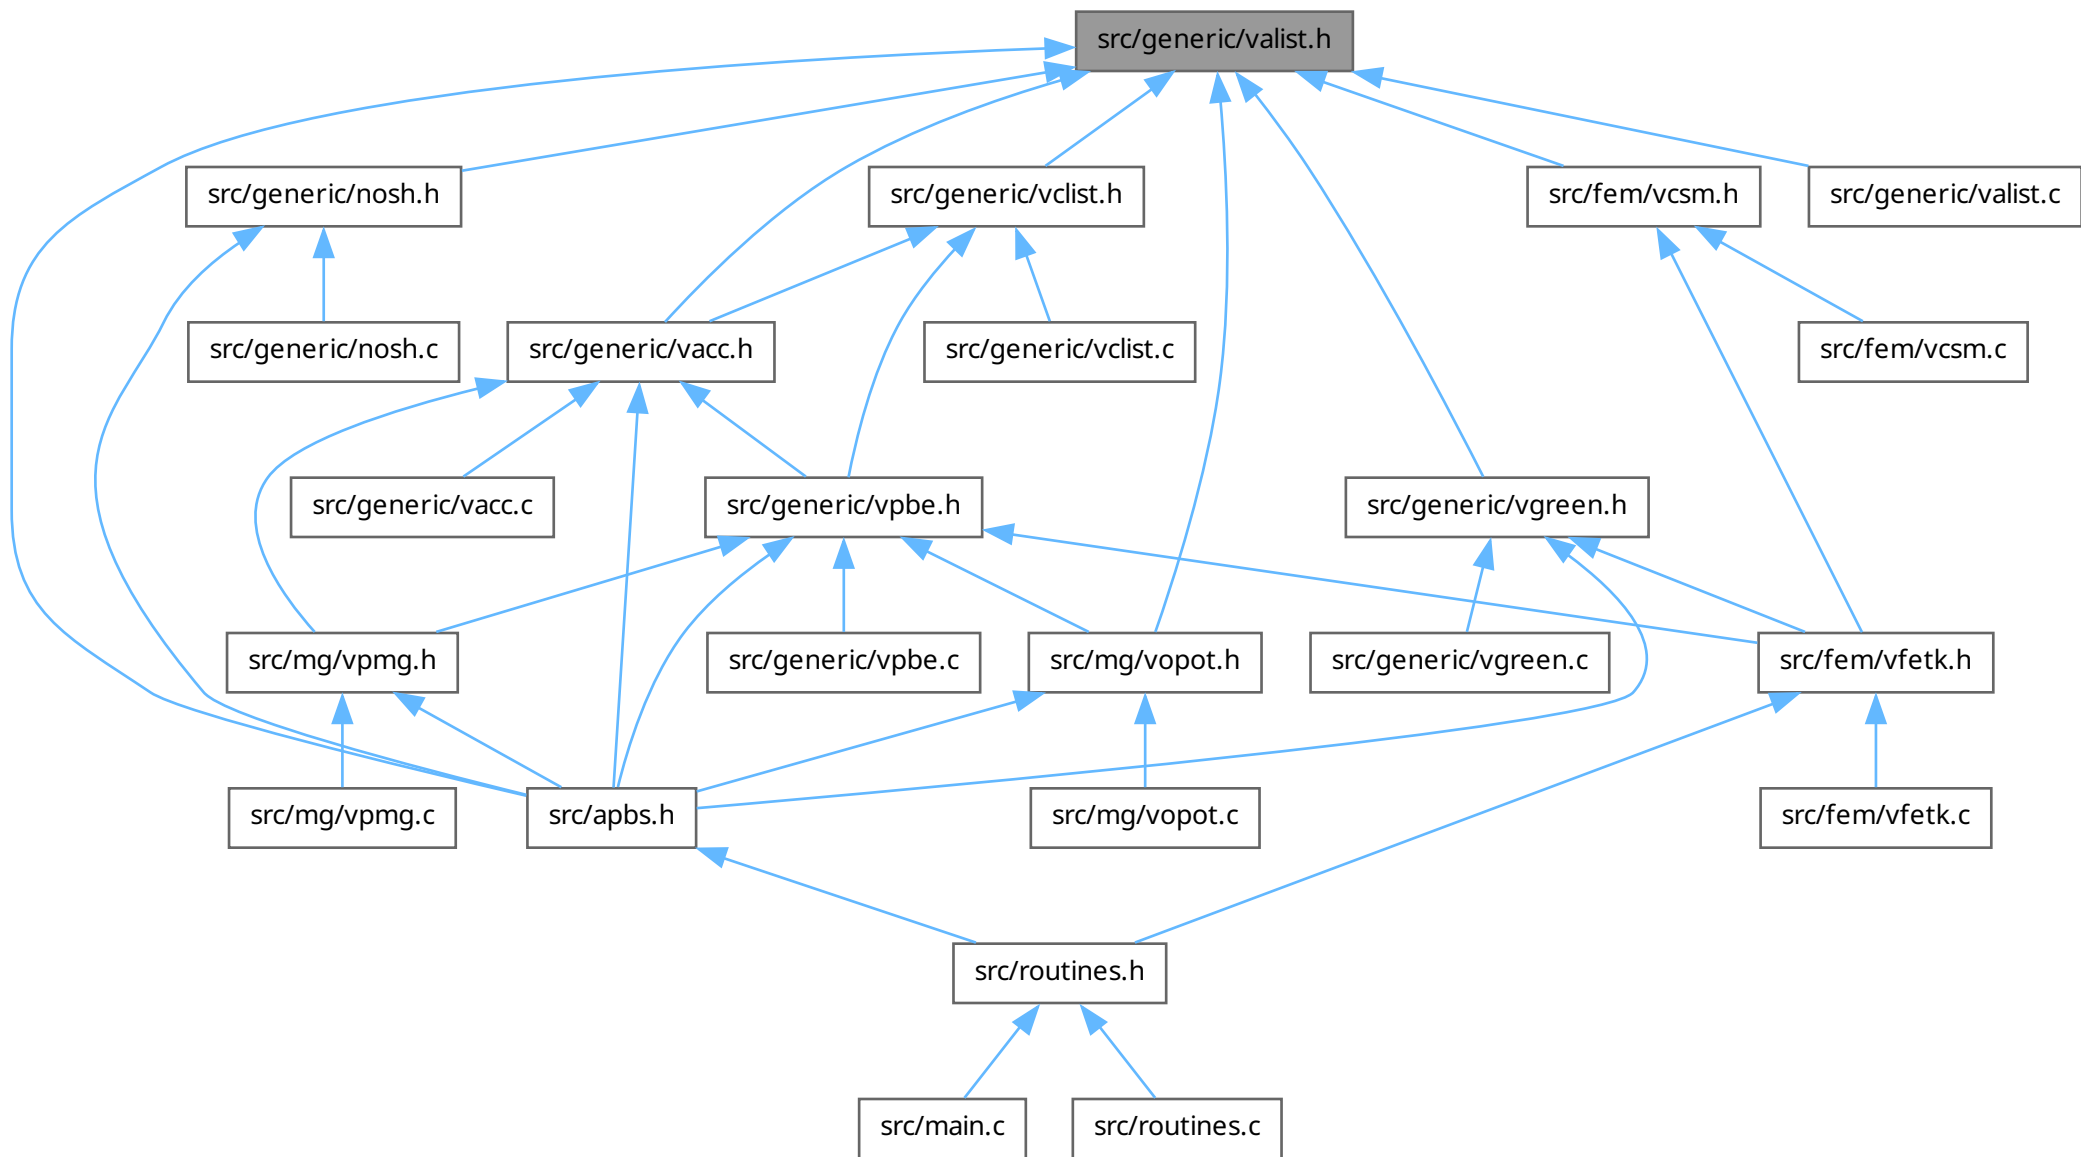 src/generic/valist.h
src/generic/nosh.h
src/generic/vclist.h
src/fem/vcsm.h
src/generic/valist.c
src/generic/nosh.c
src/generic/vacc.h
src/generic/vclist.c
src/fem/vcsm.c
src/generic/vacc.c
src/generic/vpbe.h
src/generic/vgreen.h
src/mg/vpmg.h
src/generic/vpbe.c
src/mg/vopot.h
src/generic/vgreen.c
src/fem/vfetk.h
src/mg/vpmg.c
src/apbs.h
src/mg/vopot.c
src/fem/vfetk.c
src/routines.h
src/main.c
src/routines.c